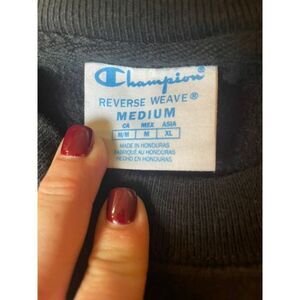 Champion®
REVERSE WEAVE®
MEDIUM
CA MEX ASIA
M/M M XL
MADE IN HONDURAS
FABRIQUÉ AU HONDURAS
HECHO EN HONDURAS